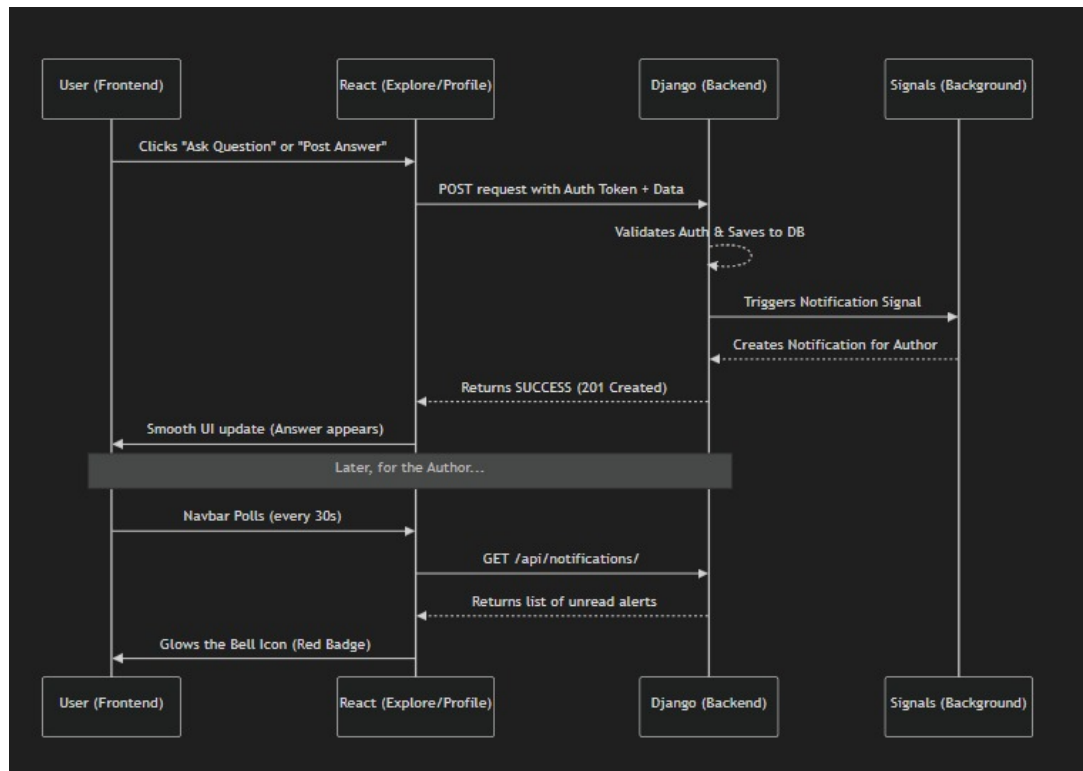 User (Frontend)
React (Explore/Profile)
Django (Backend)
Signals (Background)
Clicks "Ask Question" or "Post Answer"
POST request with Auth Token + Data
Validates Auth & Saves to DB
Triggers Notification Signal
Creates Notification for Author
Returns SUCCESS (201 Created)
Smooth UI update (Answer appears)
Later, for the Author...
Navbar Polls (every 30s)
GET /api/notifications/
Returns list of unread alerts
Glows the Bell Icon (Red Badge)
User (Frontend)
React (Explore/Profile)
Django (Backend)
Signals (Background)